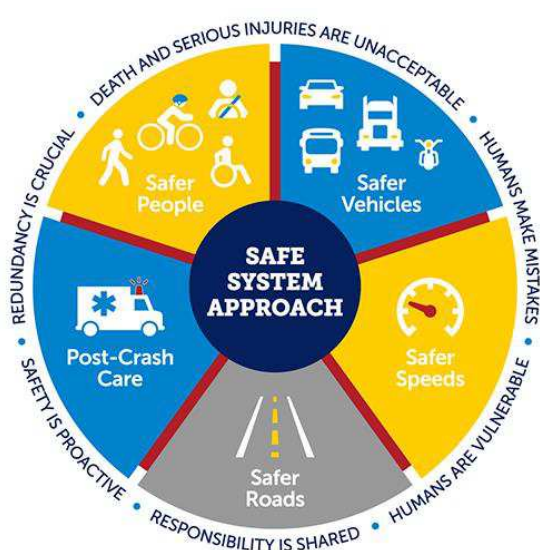 DEATH AND SERIOUS INJURIES ARE UNACCEPTABLE
HUMANS MAKE MISTAKES
HUMANS ARE VULNERABLE
RESPONSIBILITY IS SHARED
SAFETY IS PROACTIVE
REDUNDANCY IS CRUCIAL
Safer
People
Safer
Vehicles
SAFE
SYSTEM
APPROACH
Post-Crash
Care
Safer
Speeds
Safer
Roads